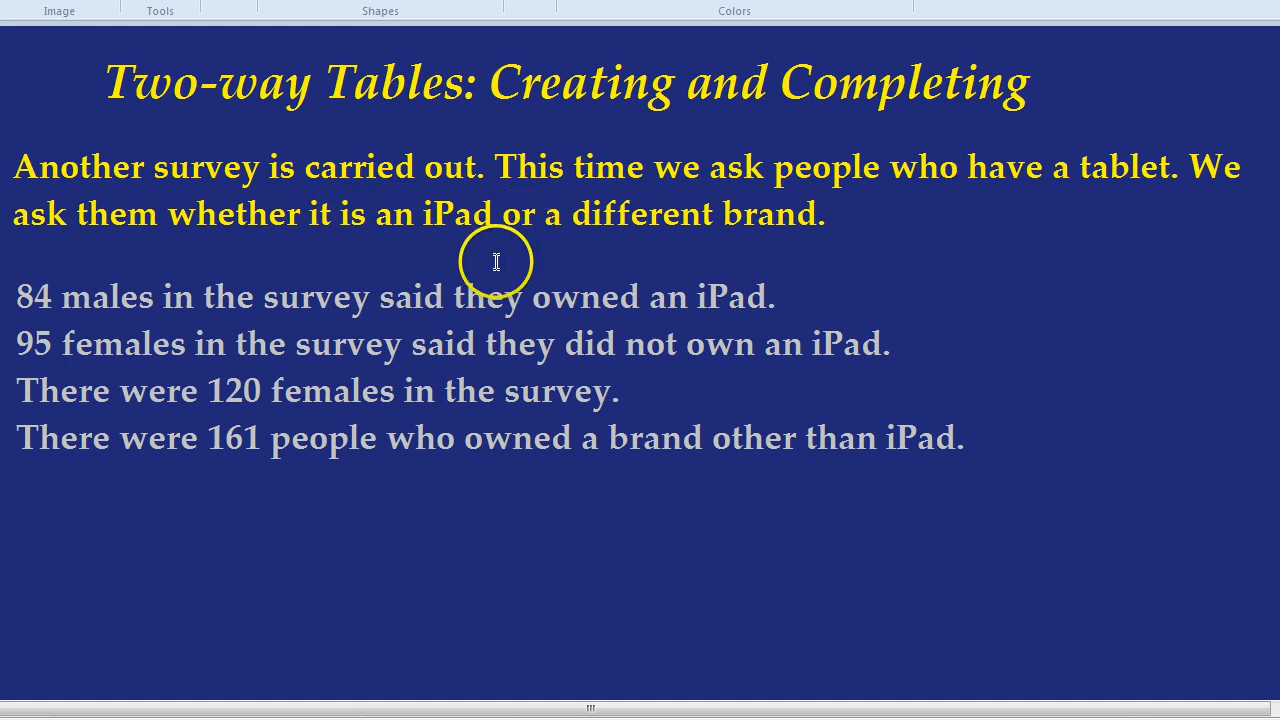 Image Tools Shapes Colors
Two-way Tables: Creating and Completing
Another survey is carried out. This time we ask people who have a tablet. We
ask them whether it is an iPad or a different brand.
84 males in the survey said they owned an iPad.
95 females in the survey said they did not own an iPad.
There were 120 females in the survey.
There were 161 people who owned a brand other than iPad.